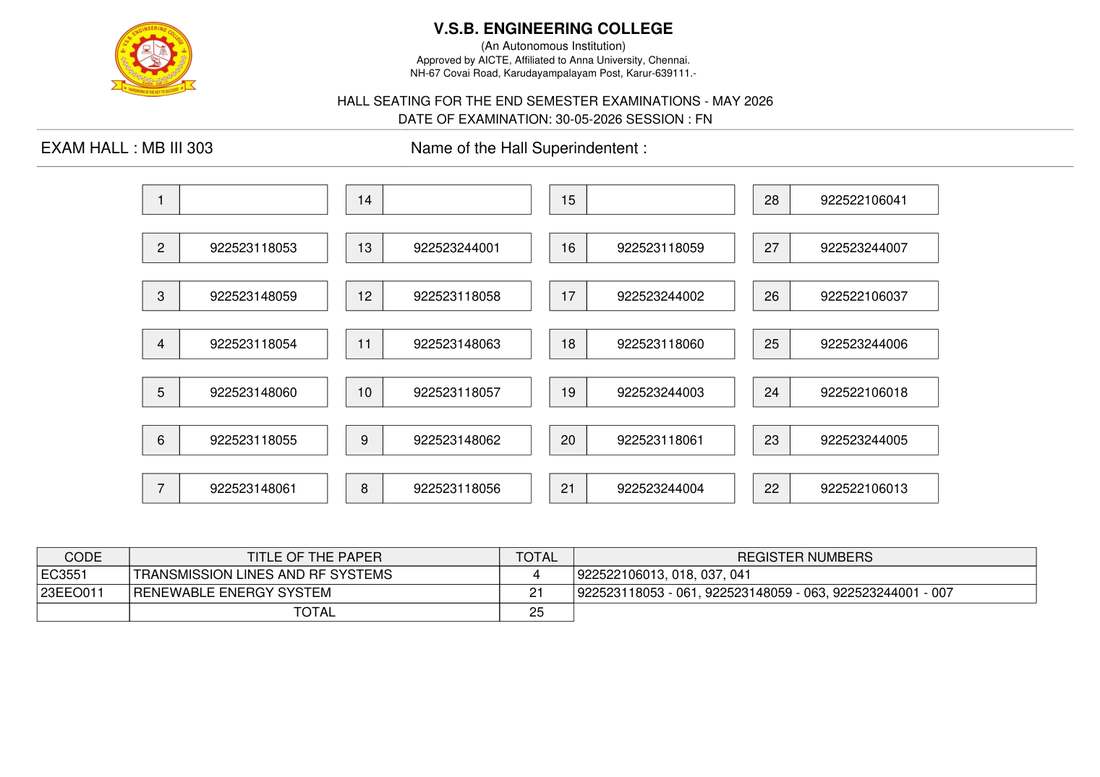 V.S.B. ENGINEERING COLLEGE
(An Autonomous Institution)
Approved by AICTE, Affiliated to Anna University, Chennai.
NH-67 Covai Road, Karudayampalayam Post, Karur-639111.-
HALL SEATING FOR THE END SEMESTER EXAMINATIONS - MAY 2026
DATE OF EXAMINATION: 30-05-2026 SESSION : FN
EXAM HALL : MB III 303 Name of the Hall Superindentent :
1 14 15 28 922522106041
2 922523118053 13 922523244001 16 922523118059 27 922523244007
3 922523148059 12 922523118058 17 922523244002 26 922522106037
4 922523118054 11 922523148063 18 922523118060 25 922523244006
5 922523148060 10 922523118057 19 922523244003 24 922522106018
6 922523118055 9 922523148062 20 922523118061 23 922523244005
7 922523148061 8 922523118056 21 922523244004 22 922522106013
CODE TITLE OF THE PAPER TOTAL REGISTER NUMBERS
EC3551 TRANSMISSION LINES AND RF SYSTEMS 4 922522106013, 018, 037, 041
23EEO011 RENEWABLE ENERGY SYSTEM 21 922523118053 - 061, 922523148059 - 063, 922523244001 - 007
TOTAL 25